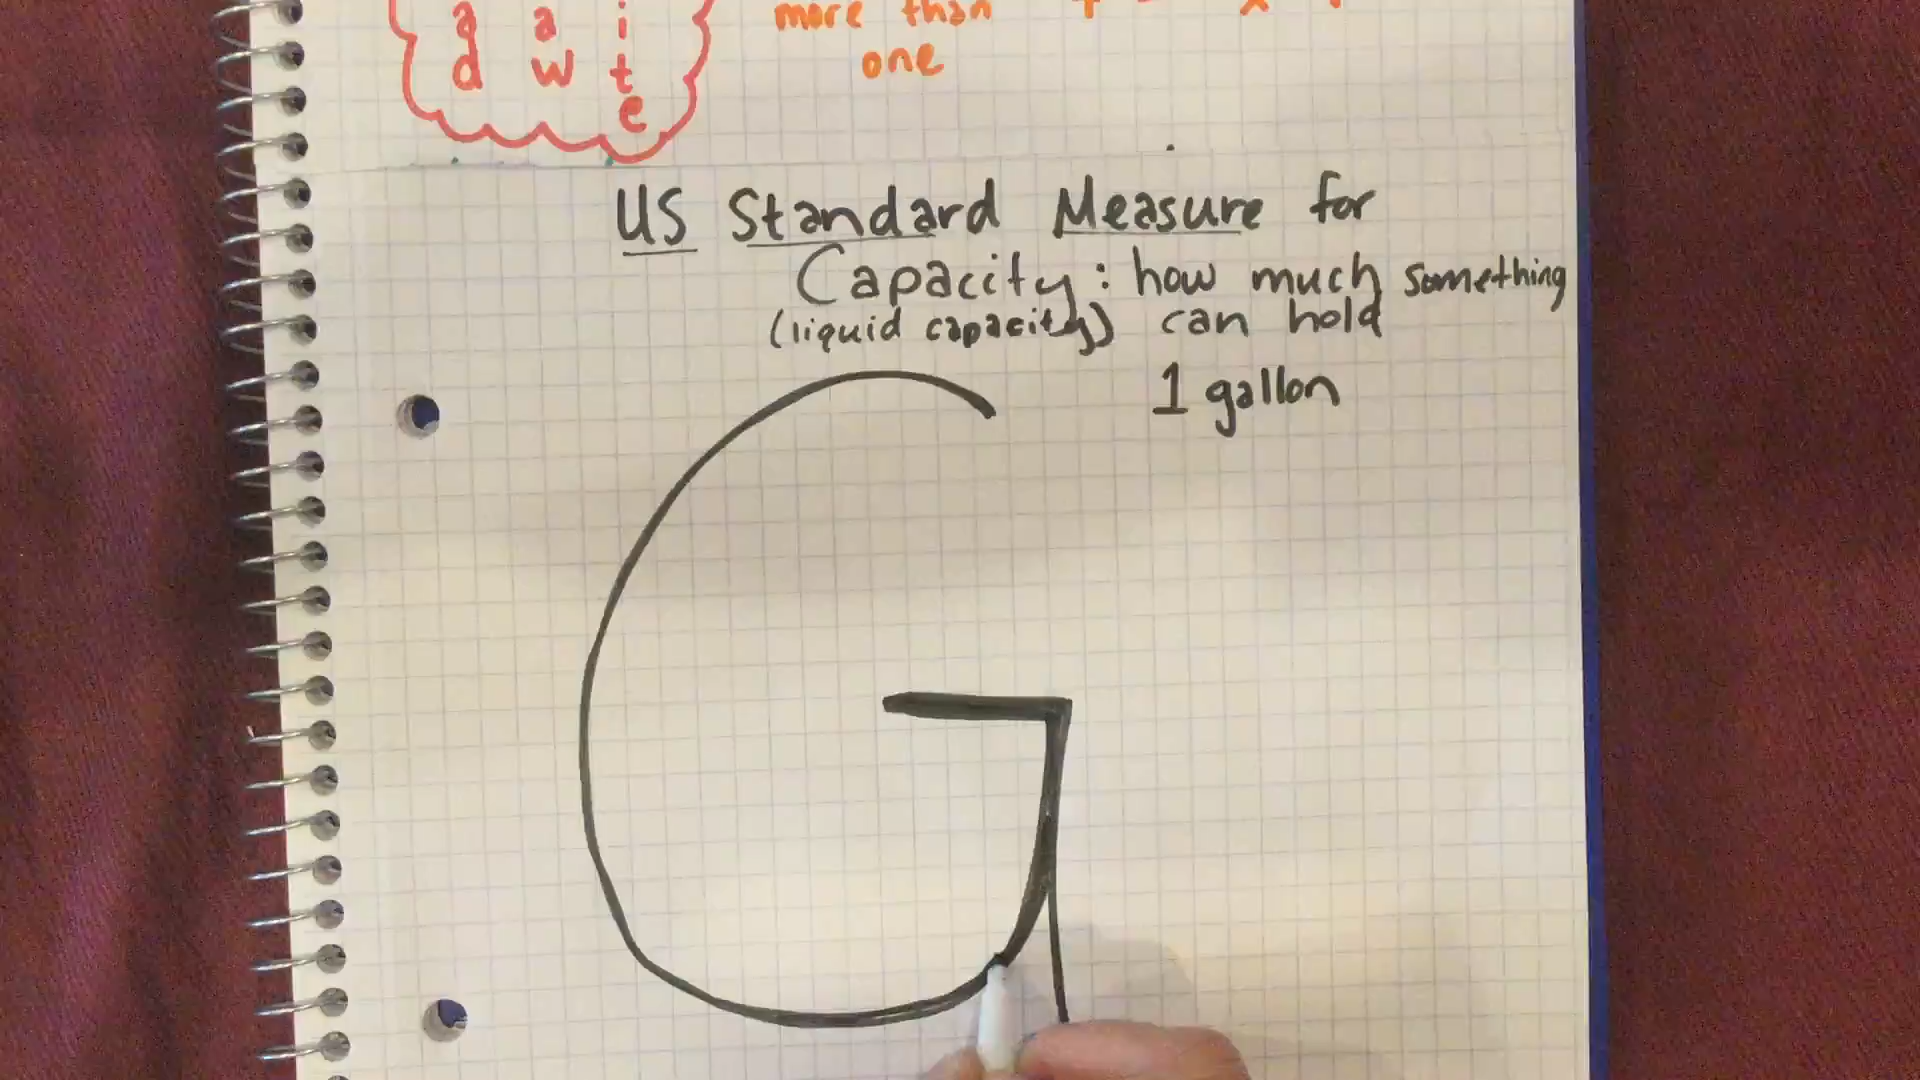 a a i
d w t
e
more than
one
US Standard Measure for
Capacity: how much something
(liquid capacity) can hold
1 gallon
G